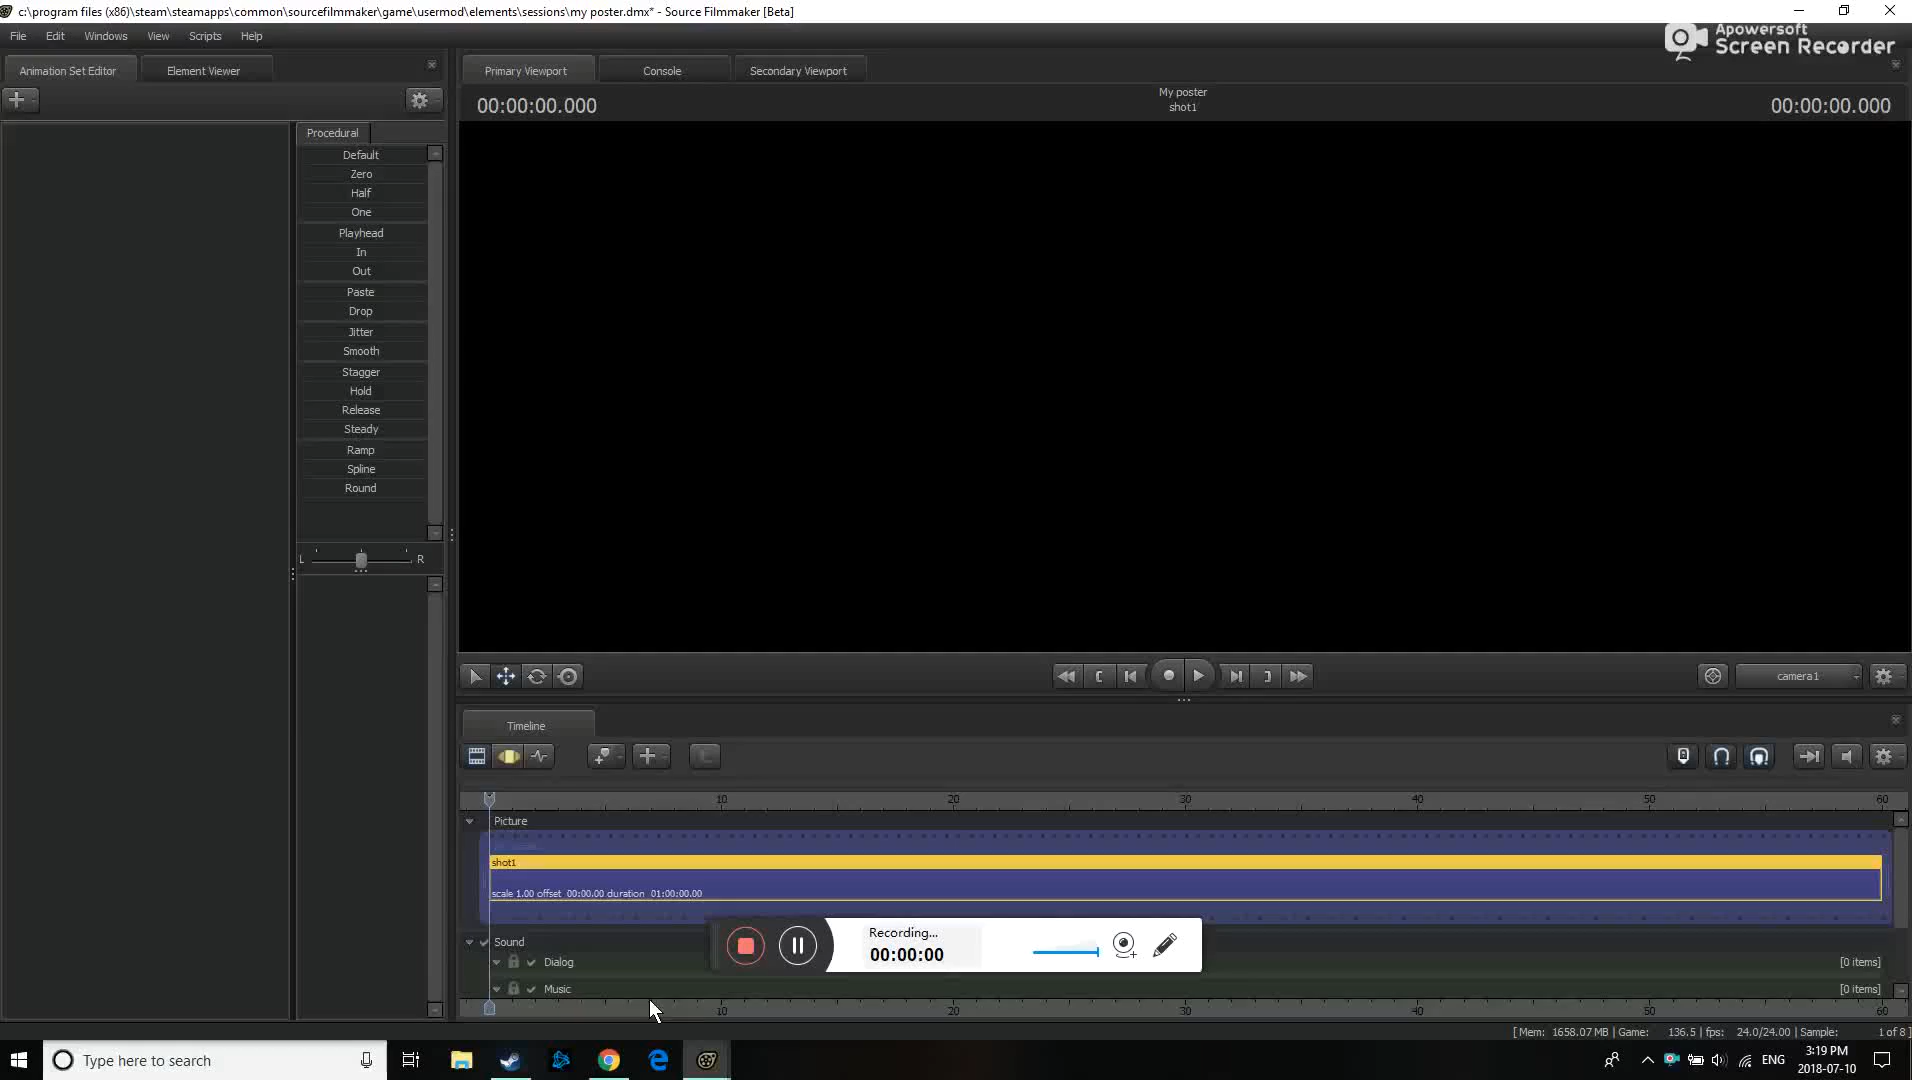 c:\program files (x86)\steam\steamapps\common\sourcefilmmaker\game\usermod\elements\sessions\my poster.dmx* - Source Filmmaker [Beta]
File Edit Windows View Scripts Help
Apowersoft
Screen Recorder
Animation Set Editor Element Viewer
Primary Viewport Console Secondary Viewport
00:00:00.000
My poster
shot1
00:00:00.000
Procedural
Default
Zero
Half
One
Playhead
In
Out
Paste
Drop
Jitter
Smooth
Stagger
Hold
Release
Steady
Ramp
Spline
Round
L R
camera1
Timeline
10 20 30 40 50 60
Picture
shot1
scale 1.00 offset 00:00.00 duration 01:00:00.00
Recording...
00:00:00
Sound
Dialog [0 items]
Music [0 items]
10 20 30 40 50 60
[ Mem: 1658.07 MB | Game: 136.5 | fps: 24.0/24.00 | Sample: 1 of 8 ]
Type here to search
ENG
3:19 PM
2018-07-10